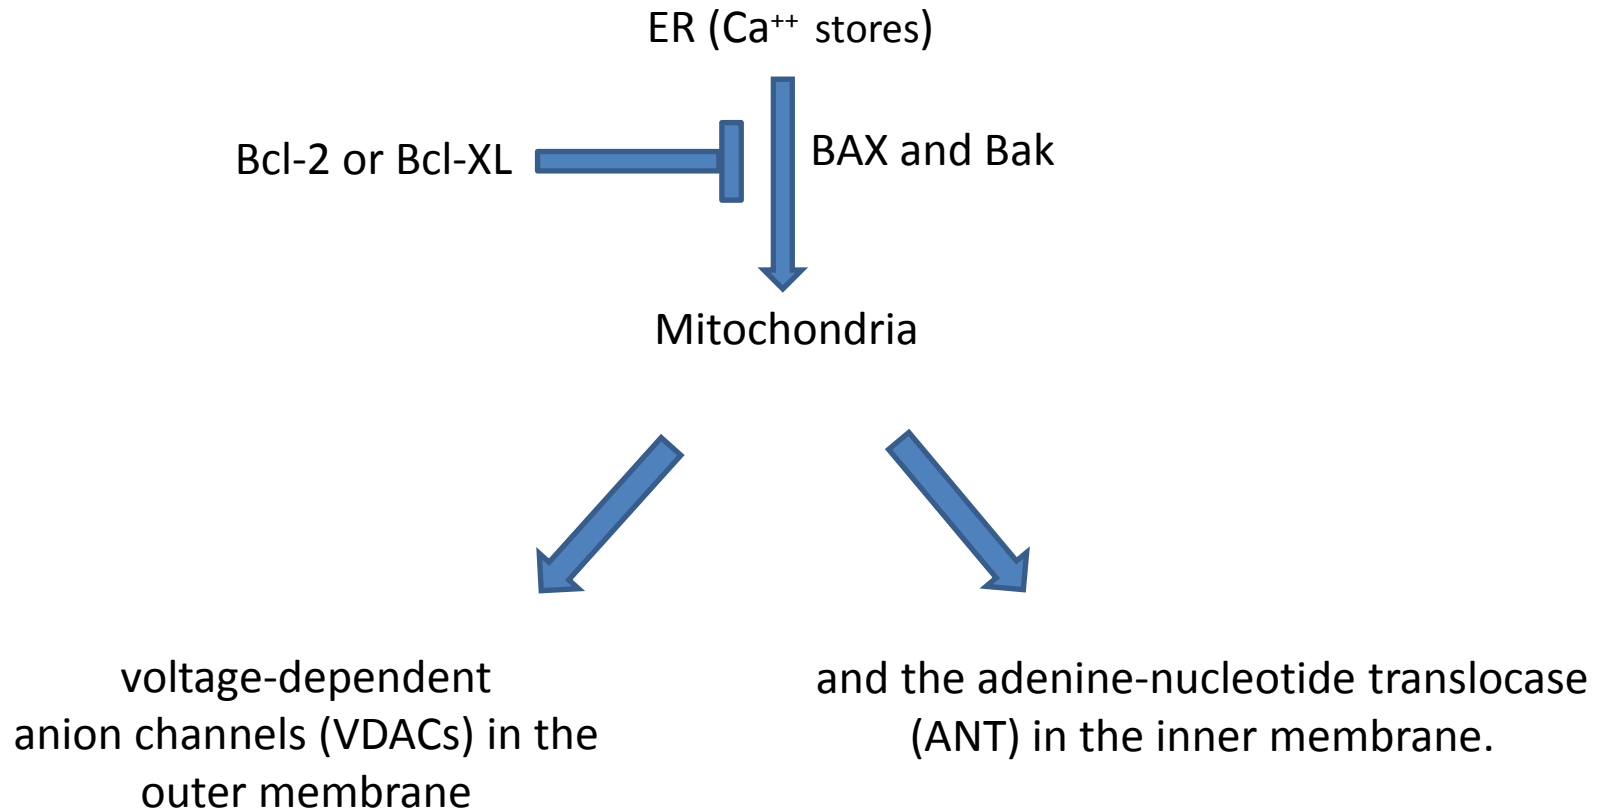 ER (Ca⁺⁺ stores)
Bcl-2 or Bcl-XL
BAX and Bak
Mitochondria
voltage-dependent
anion channels (VDACs) in the
outer membrane
and the adenine-nucleotide translocase
(ANT) in the inner membrane.